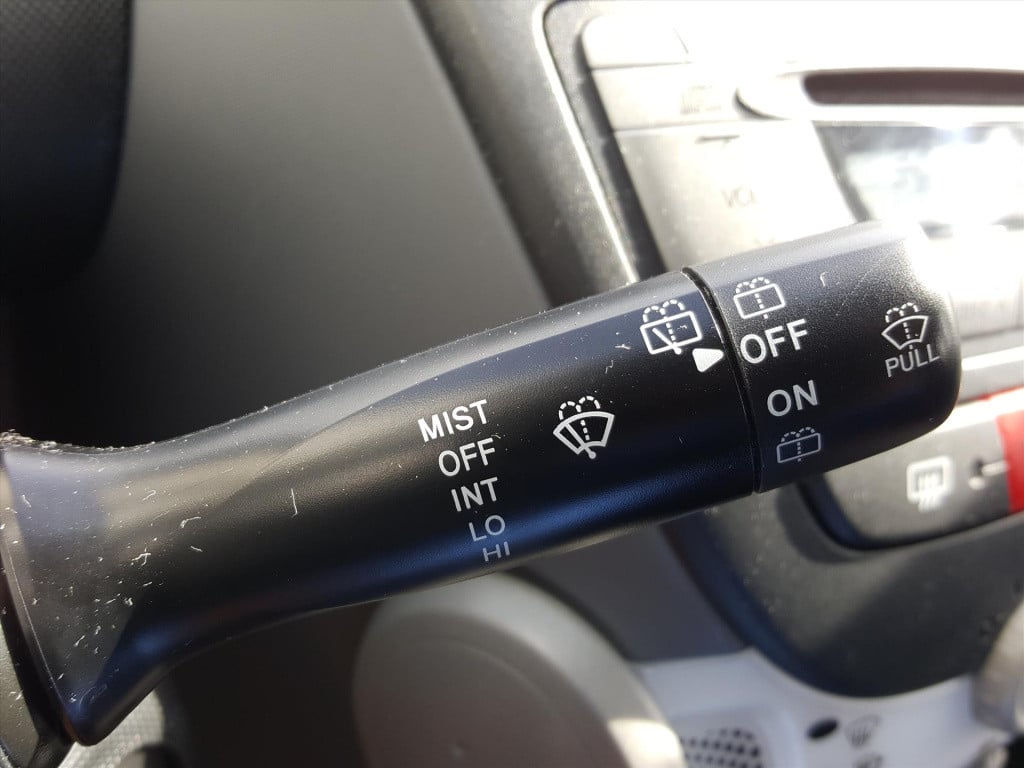 MIST
OFF
INT
LO
HI
OFF
ON
PULL